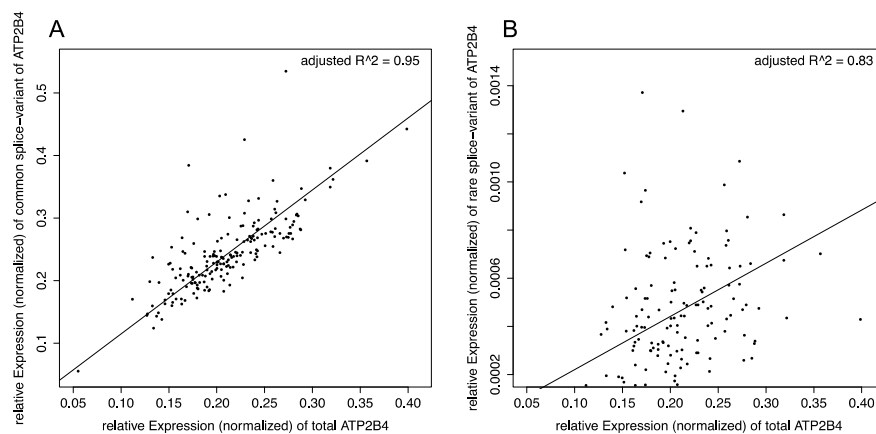 A
relative Expression (normalized) of common splice-variant of ATP2B4
adjusted R^2 = 0.95
0.5
0.4
0.3
0.2
0.1
0.05 0.10 0.15 0.20 0.25 0.30 0.35 0.40
relative Expression (normalized) of total ATP2B4
B
relative Expression (normalized) of rare splice-variant of ATP2B4
adjusted R^2 = 0.83
0.0014
0.0010
0.0006
0.0002
0.05 0.10 0.15 0.20 0.25 0.30 0.35 0.40
relative Expression (normalized) of total ATP2B4